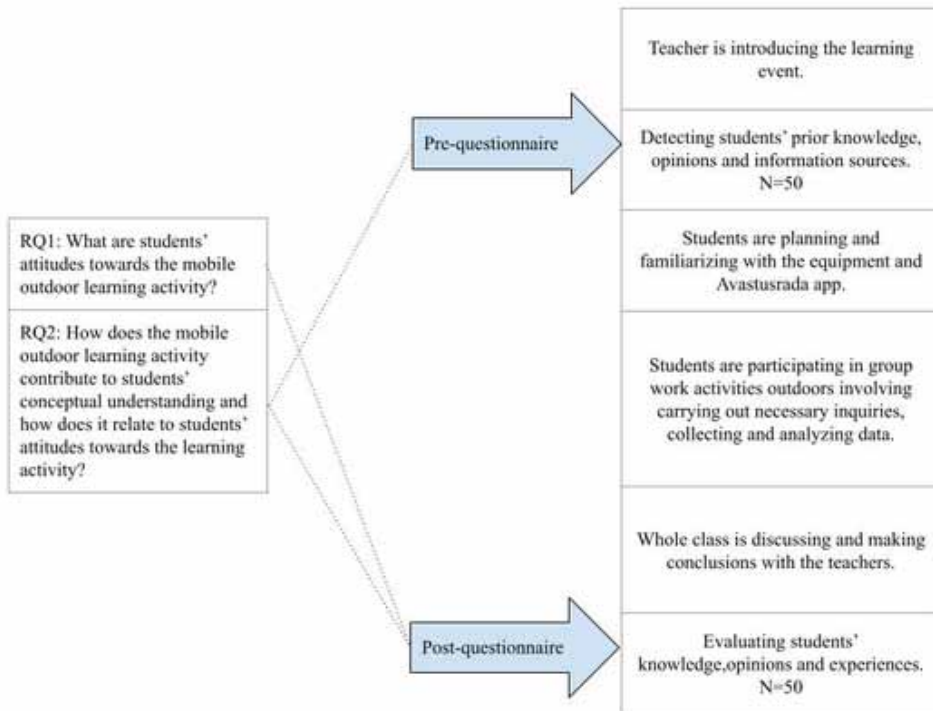 RQ1: What are students’
attitudes towards the mobile
outdoor learning activity?
RQ2: How does the mobile
outdoor learning activity
contribute to students’
conceptual understanding and
how does it relate to students’
attitudes towards the learning
activity?
Pre-questionnaire
Post-questionnaire
Teacher is introducing the learning
event.
Detecting students’ prior knowledge,
opinions and information sources.
N=50
Students are planning and
familiarizing with the equipment and
Avastusrada app.
Students are participating in group
work activities outdoors involving
carrying out necessary inquiries,
collecting and analyzing data.
Whole class is discussing and making
conclusions with the teachers.
Evaluating students’
knowledge,opinions and experiences.
N=50